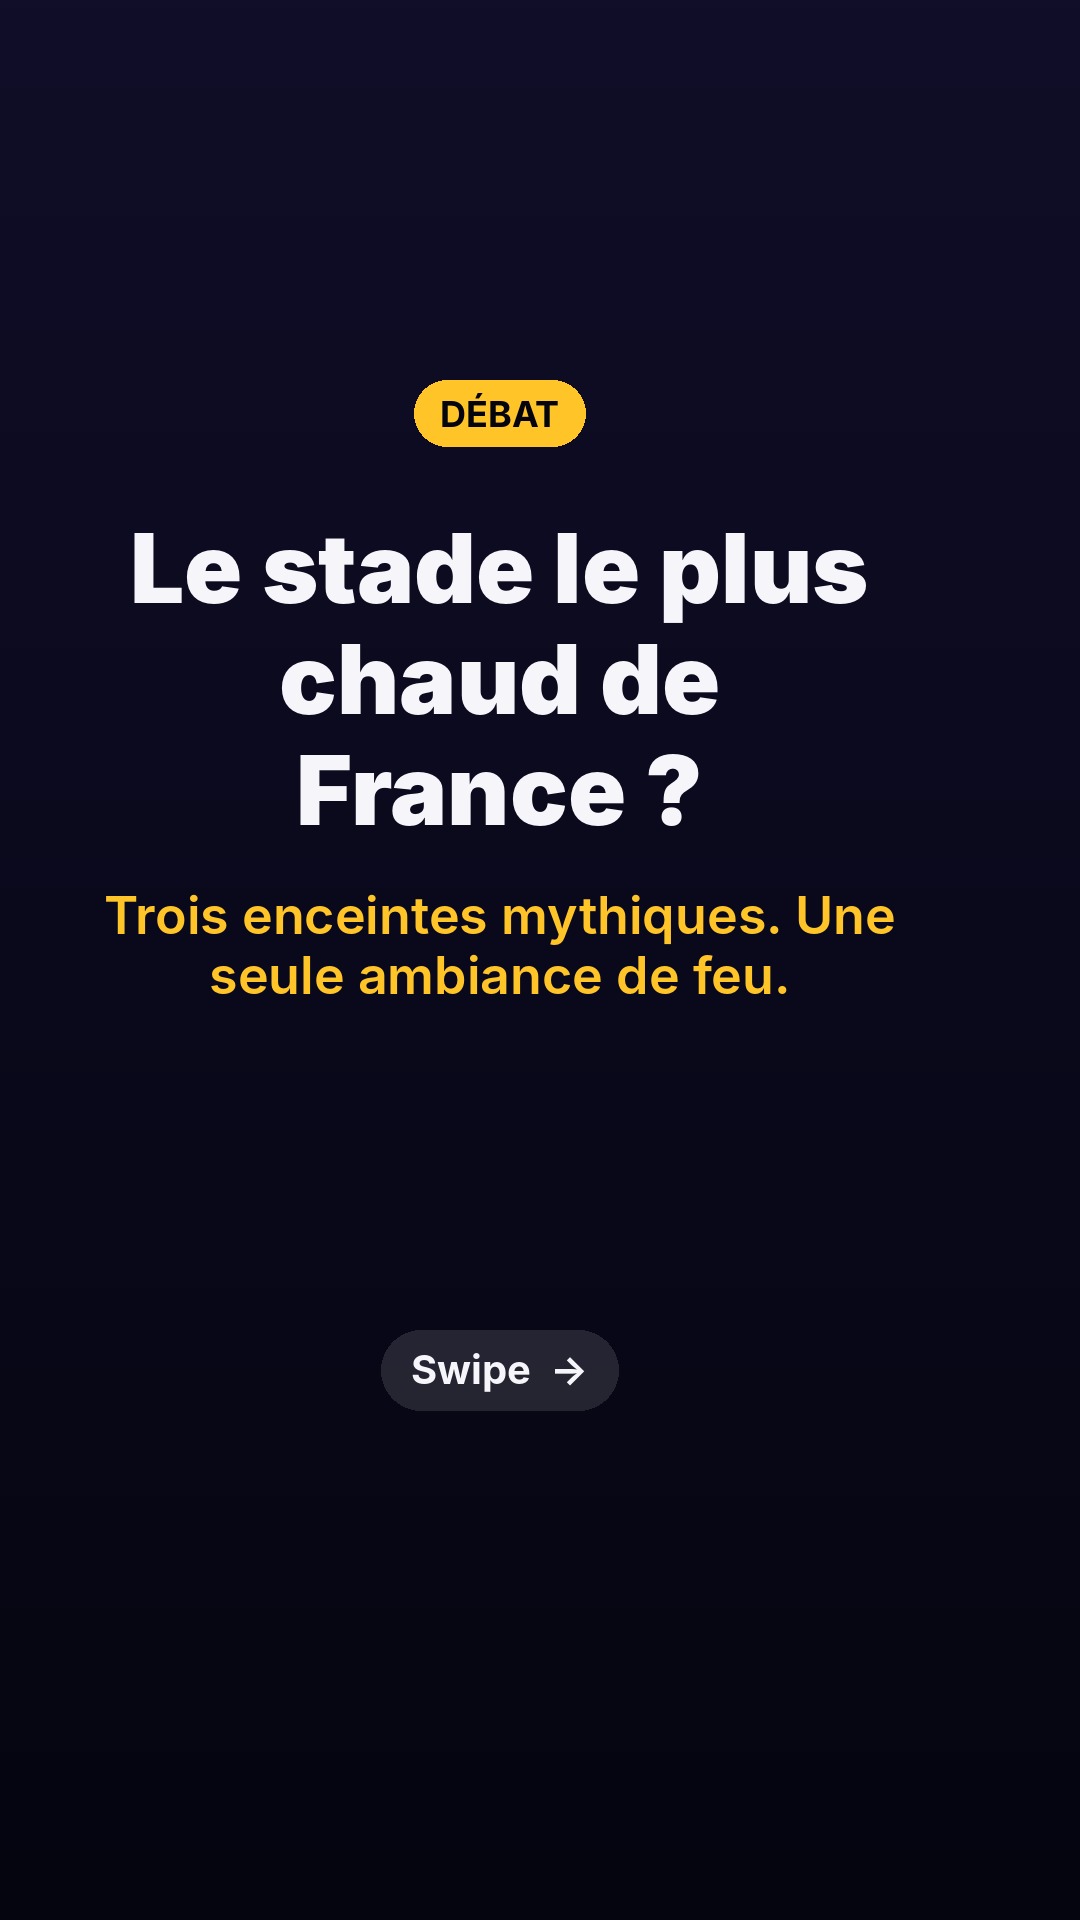 DÉBAT
Le stade le plus
chaud de
France ?
Trois enceintes mythiques. Une
seule ambiance de feu.
Swipe →